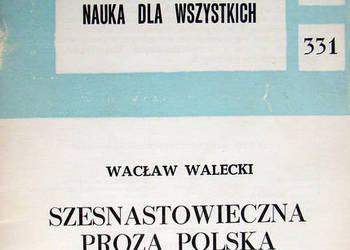 NAUKA DLA WSZYSTKICH
331
WACŁAW WALECKI
SZESNASTOWIECZNA
PROZA POLSKA